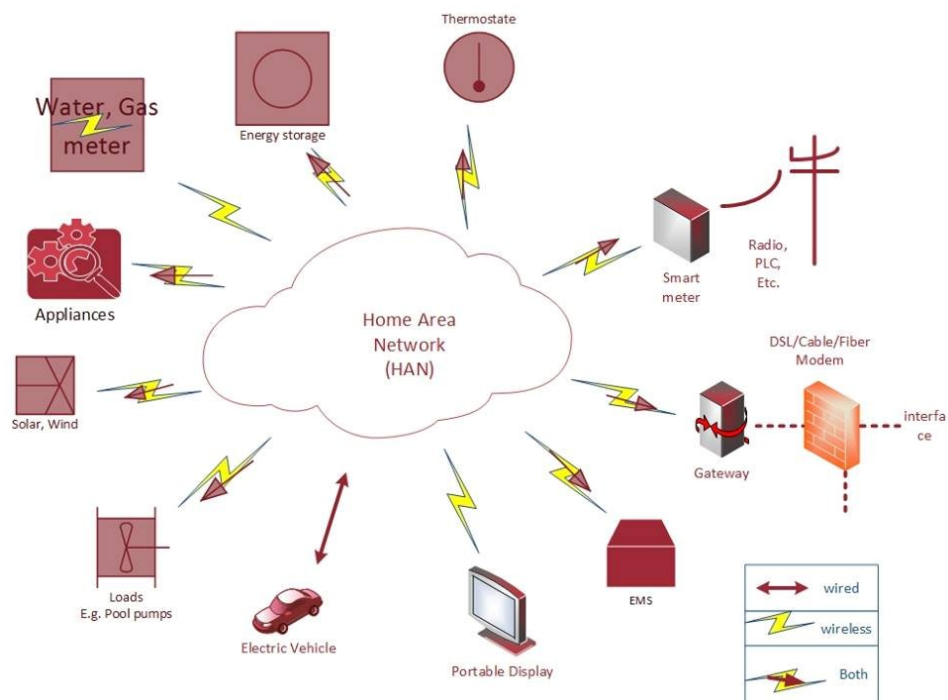 Thermostate
Water, Gas
meter
Energy storage
Radio,
PLC,
Etc.
Smart
meter
Appliances
Home Area
Network
(HAN)
DSL/Cable/Fiber
Modem
interfa
ce
Solar, Wind
Gateway
Loads
E.g. Pool pumps
EMS
Electric Vehicle
Portable Display
wired
wireless
Both